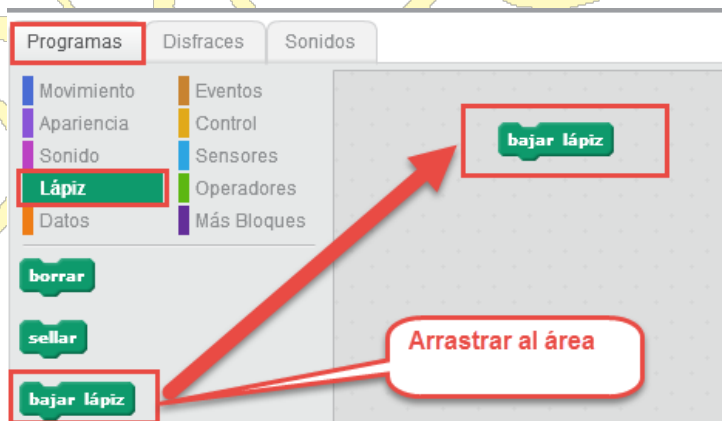 Programas Disfraces Sonidos
Movimiento Eventos
Apariencia Control
Sonido Sensores
Lápiz Operadores
Datos Más Bloques
borrar
sellar
bajar lápiz
bajar lápiz
Arrastrar al área